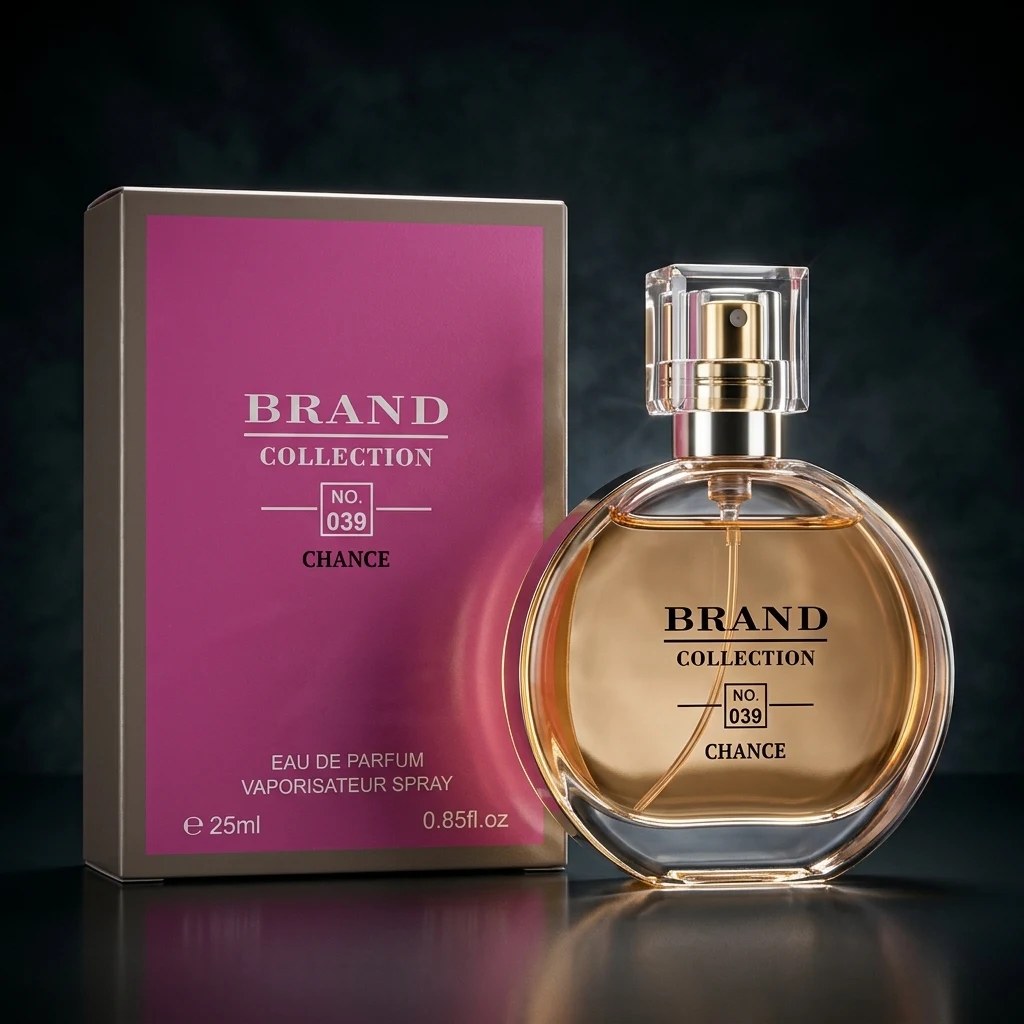 BRAND
COLLECTION
NO.
039
CHANCE
EAU DE PARFUM
VAPORISATEUR SPRAY
℮ 25ml
0.85fl.oz
BRAND
COLLECTION
NO.
039
CHANCE